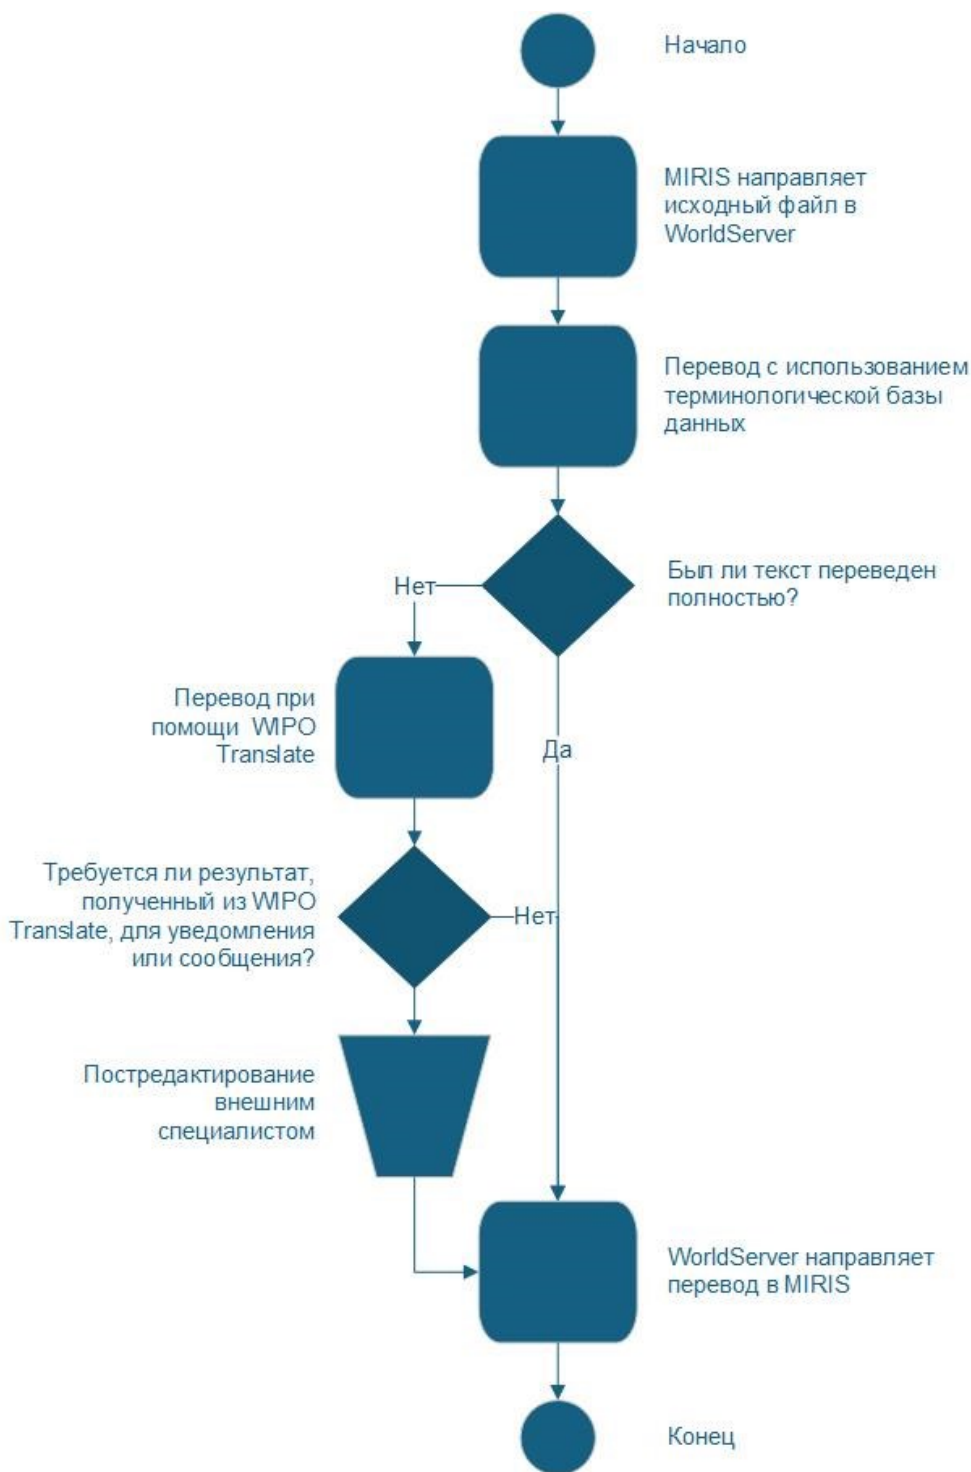 Начало
MIRIS направляет
исходный файл в
WorldServer
Перевод с использованием
терминологической базы
данных
Был ли текст переведен
полностью?
Нет
Перевод при
помощи WIPO
Translate
Да
Требуется ли результат,
полученный из WIPO
Translate, для уведомления
или сообщения?
Нет
Постредактирование
внешним
специалистом
WorldServer направляет
перевод в MIRIS
Конец